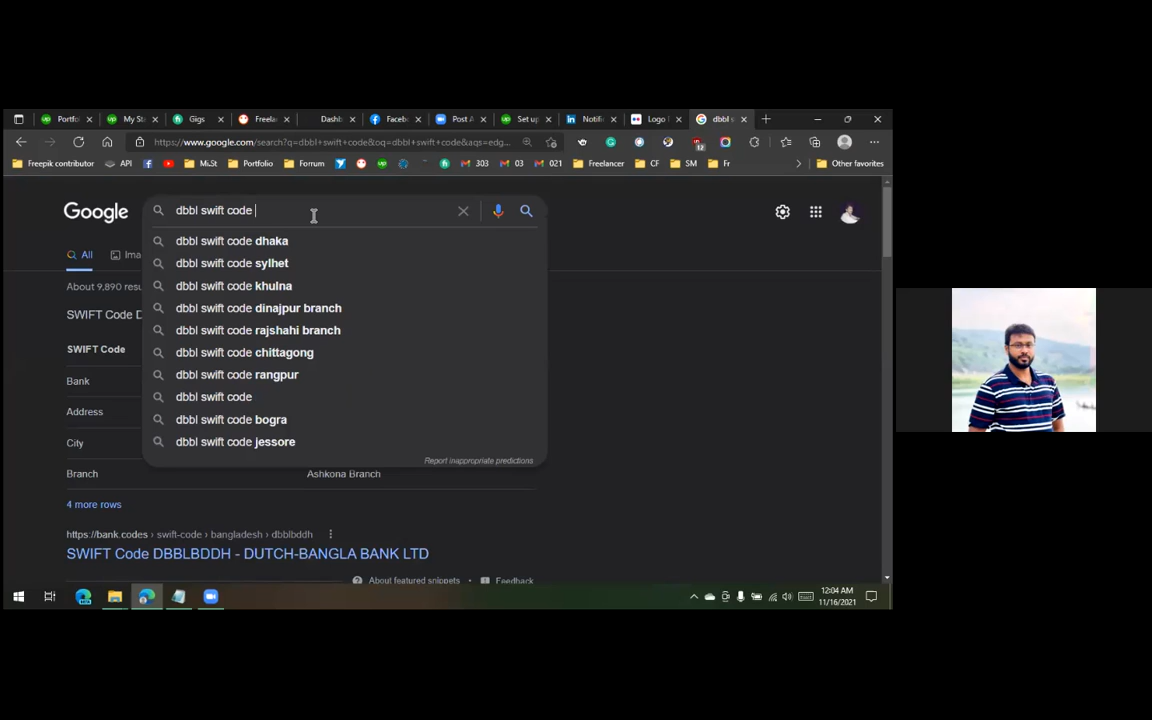 Portfo
My Sta
Gigs
Freela
Dashb
Facebo
Post A
Set up
Notific
Logo
dbbl s
https://www.google.com/search?q=dbbl+swift+code&oq=dbbl+swift+code&aqs=edg...
Freepik contributor
API
MiSt
Portfolio
Forrum
303
03
021
Freelancer
CF
SM
Fr
Other favorites
Google
dbbl swift code
dbbl swift code dhaka
dbbl swift code sylhet
dbbl swift code khulna
dbbl swift code dinajpur branch
dbbl swift code rajshahi branch
dbbl swift code chittagong
dbbl swift code rangpur
dbbl swift code
dbbl swift code bogra
dbbl swift code jessore
Report inappropriate predictions
All
Ima
About 9,890 resu
SWIFT Code D
SWIFT Code
Bank
Address
City
Branch
Ashkona Branch
4 more rows
https://bank.codes › swift-code › bangladesh › dbblbddh
SWIFT Code DBBLBDDH - DUTCH-BANGLA BANK LTD
About featured snippets
Feedback
12:04 AM
11/16/2021